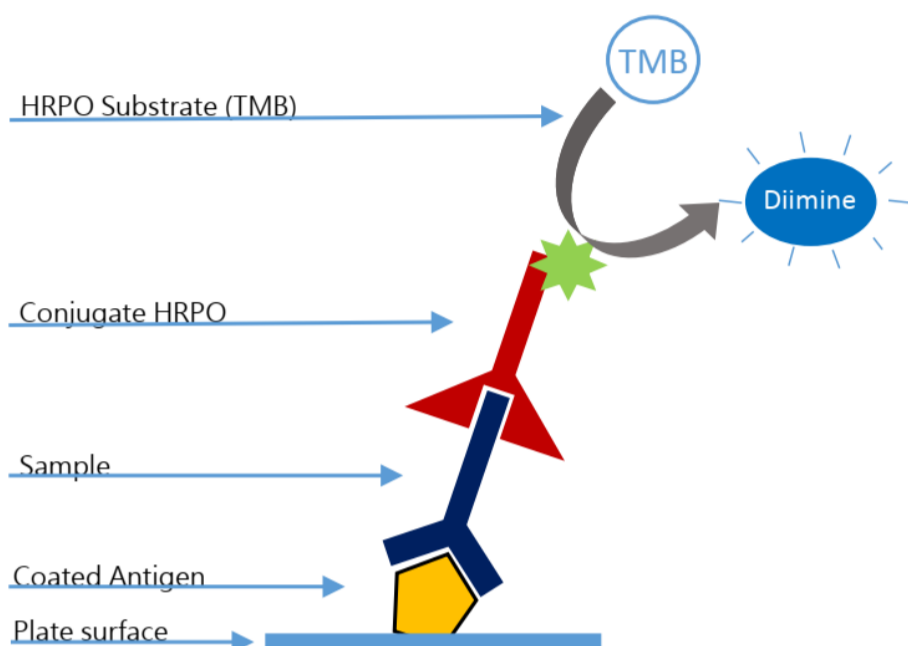 TMB
HRPO Substrate (TMB)
Diimine
Conjugate HRPO
Sample
Coated Antigen
Plate surface